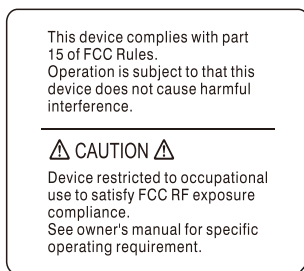 This device complies with part
15 of FCC Rules.
Operation is subject to that this
device does not cause harmful
interference.
⚠ CAUTION ⚠
Device restricted to occupational
use to satisfy FCC RF exposure
compliance.
See owner's manual for specific
operating requirement.